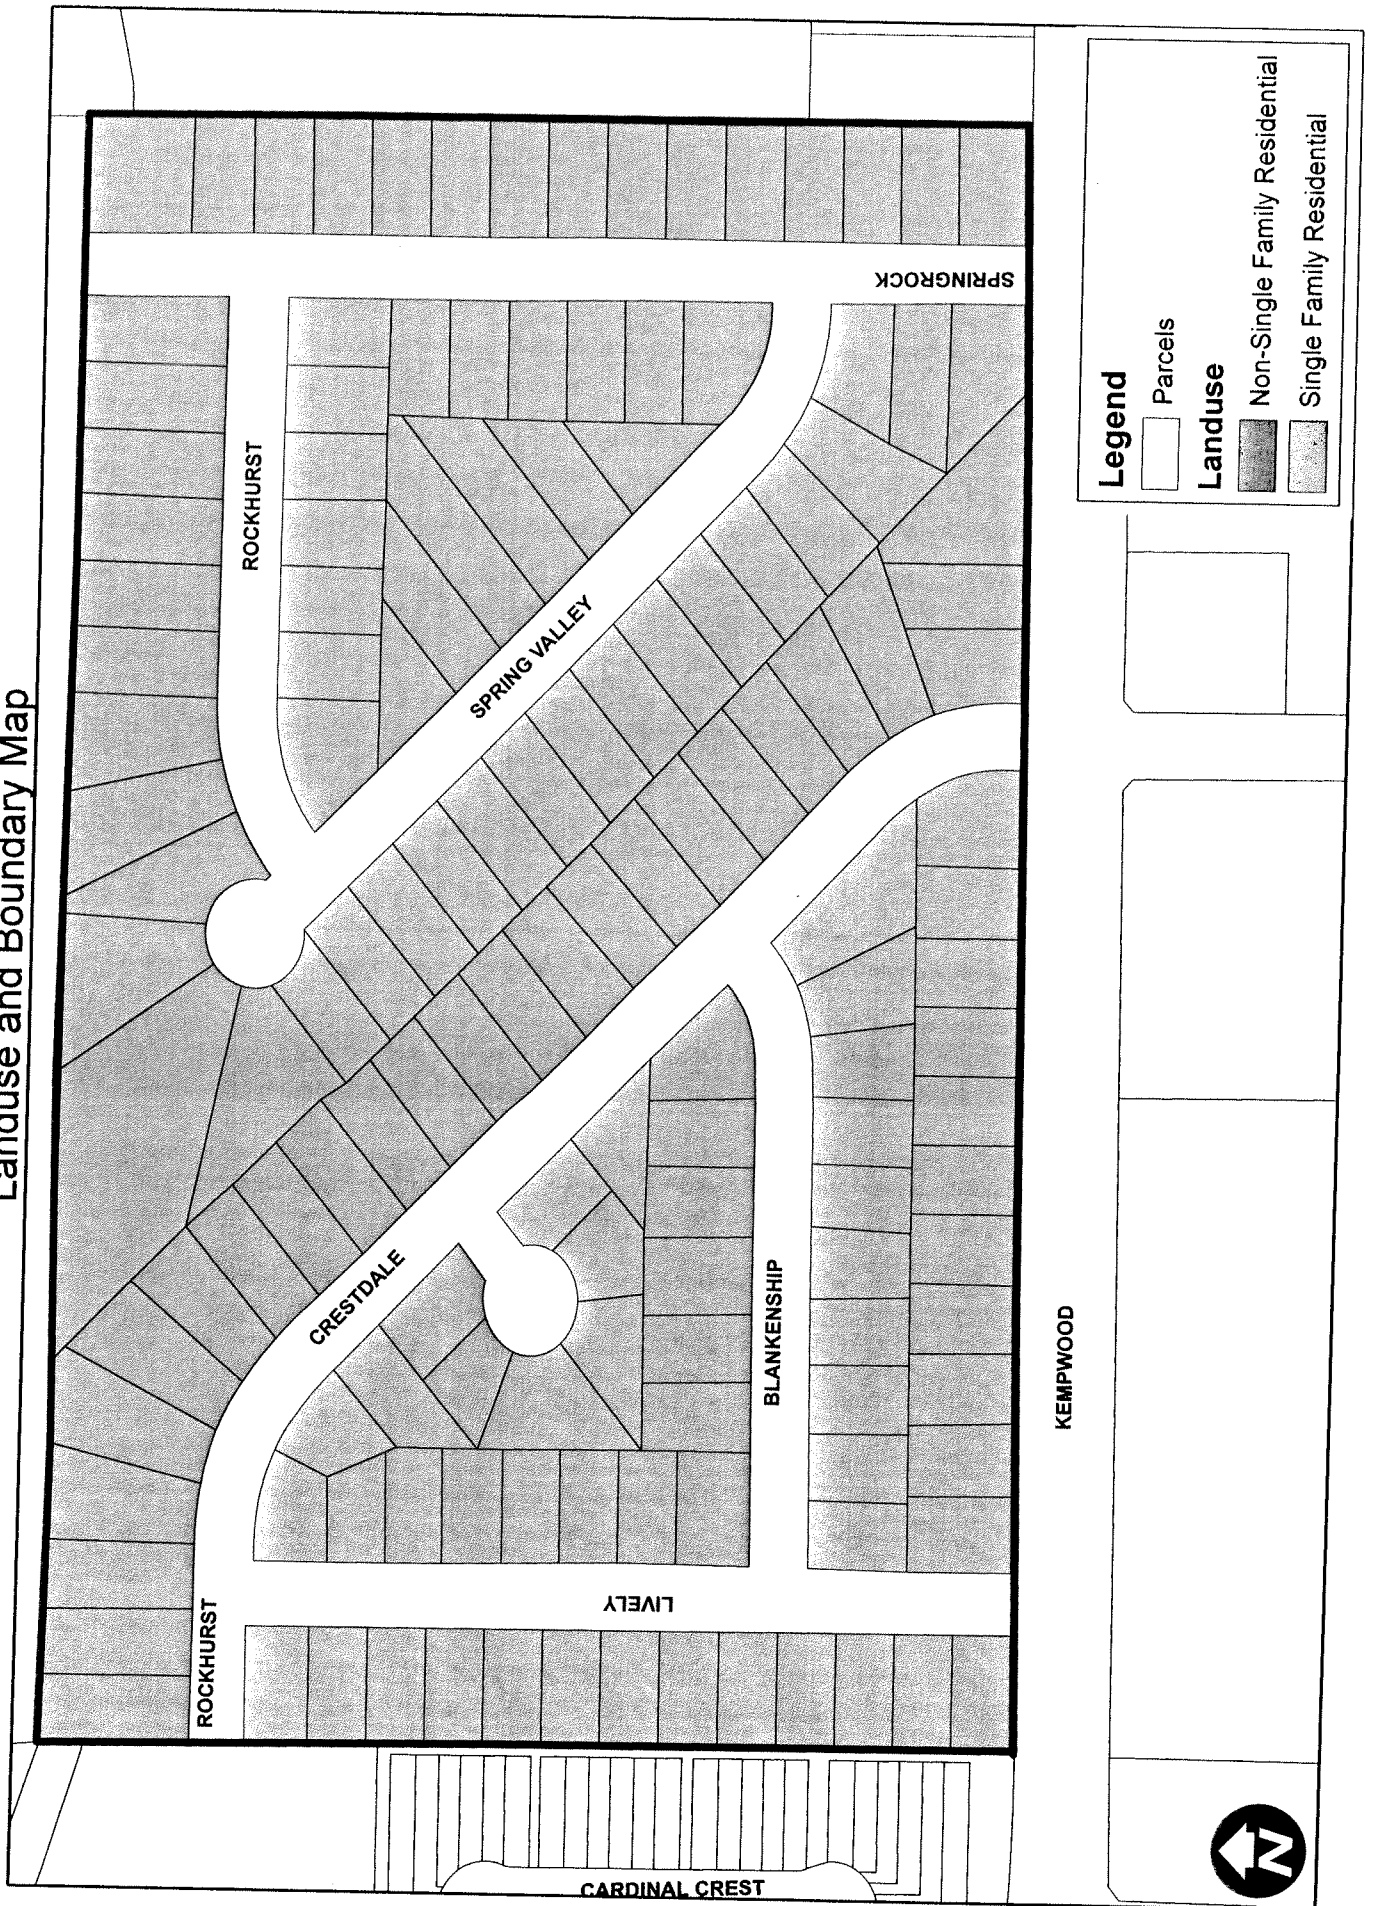 Landuse and Boundary Map
ROCKHURST
SPRINGROCK
SPRING VALLEY
CRESTDALE
BLANKENSHIP
LIVELY
ROCKHURST
KEMPWOOD
CARDINAL CREST
Legend
Parcels
Landuse
Non-Single Family Residential
Single Family Residential
N